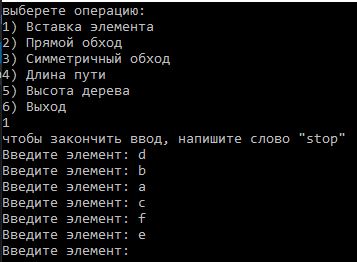 выберете операцию:
1) Вставка элемента
2) Прямой обход
3) Симметричный обход
4) Длина пути
5) Высота дерева
6) Выход
1
чтобы закончить ввод, напишите слово "stop"
Введите элемент: d
Введите элемент: b
Введите элемент: a
Введите элемент: c
Введите элемент: f
Введите элемент: e
Введите элемент: